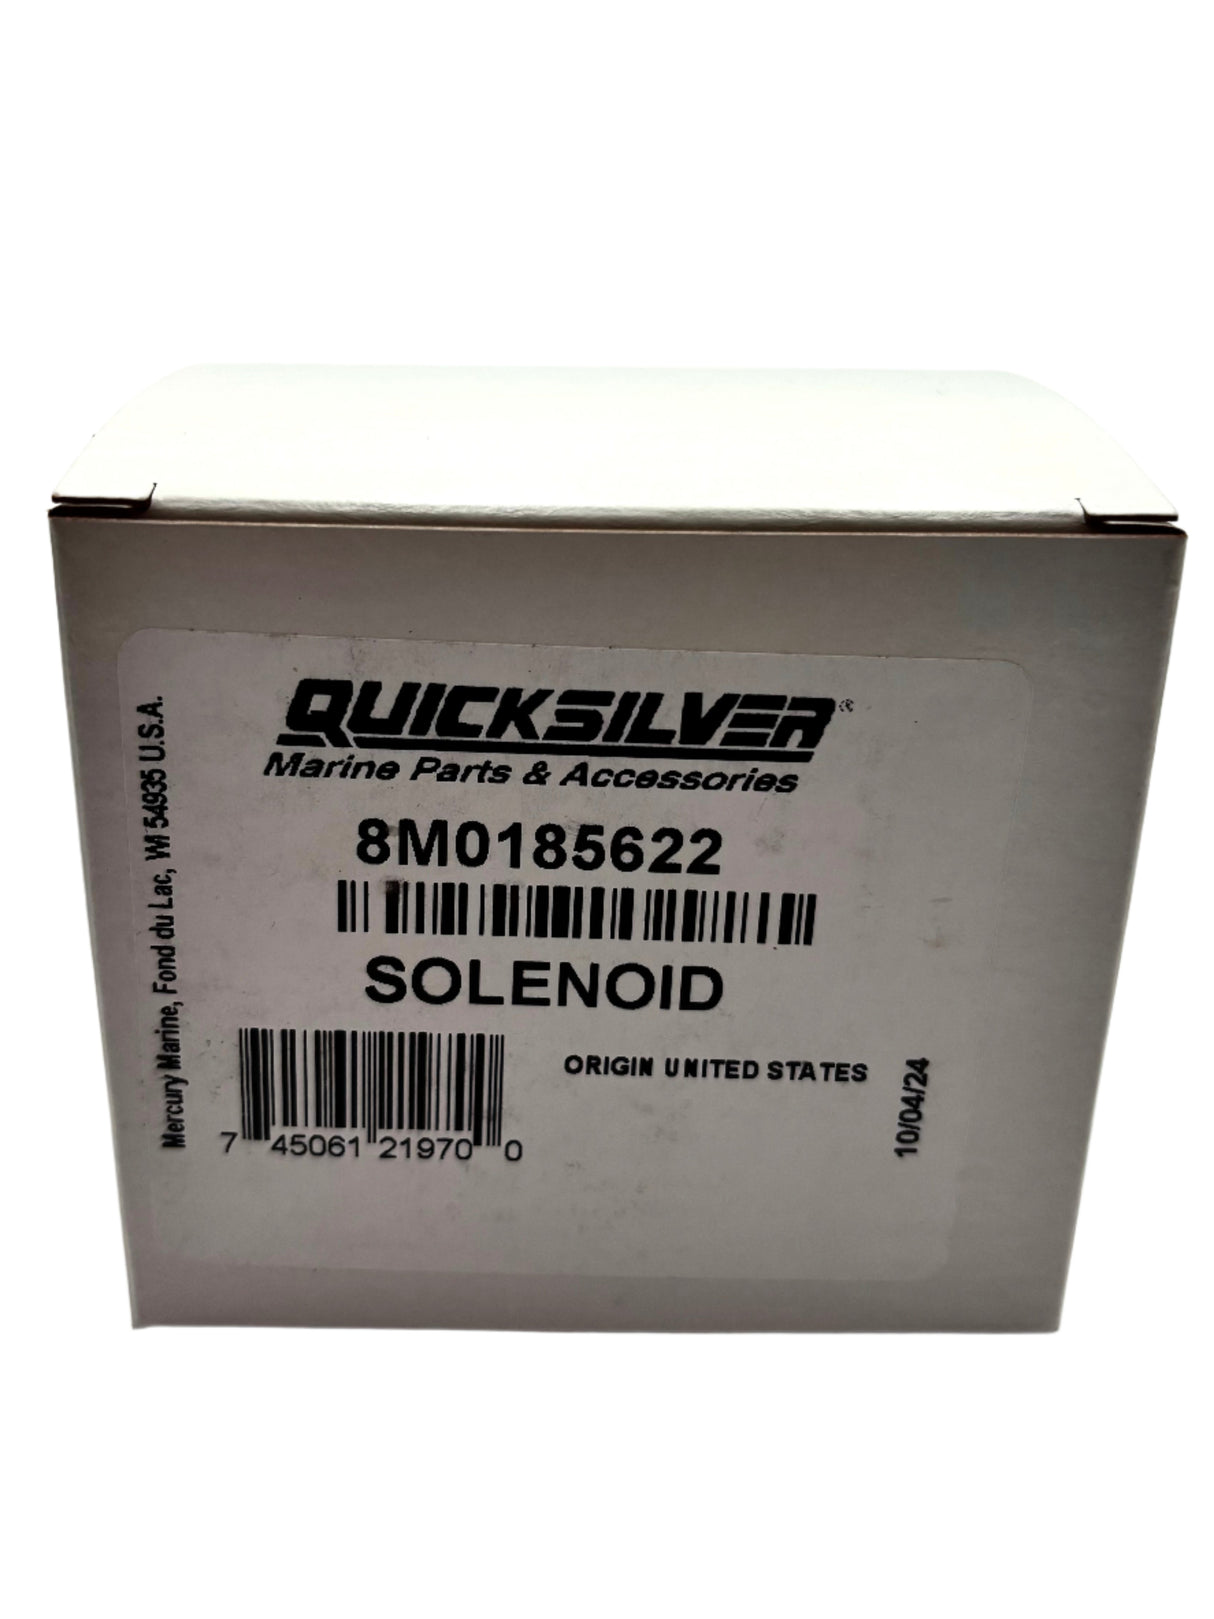 QUICKSILVER®
Marine Parts & Accessories
8M0185622
SOLENOID
ORIGIN UNITED STATES
7 45061 21970 0
10/04/24
Mercury Marine, Fond du Lac, WI 54935 U.S.A.